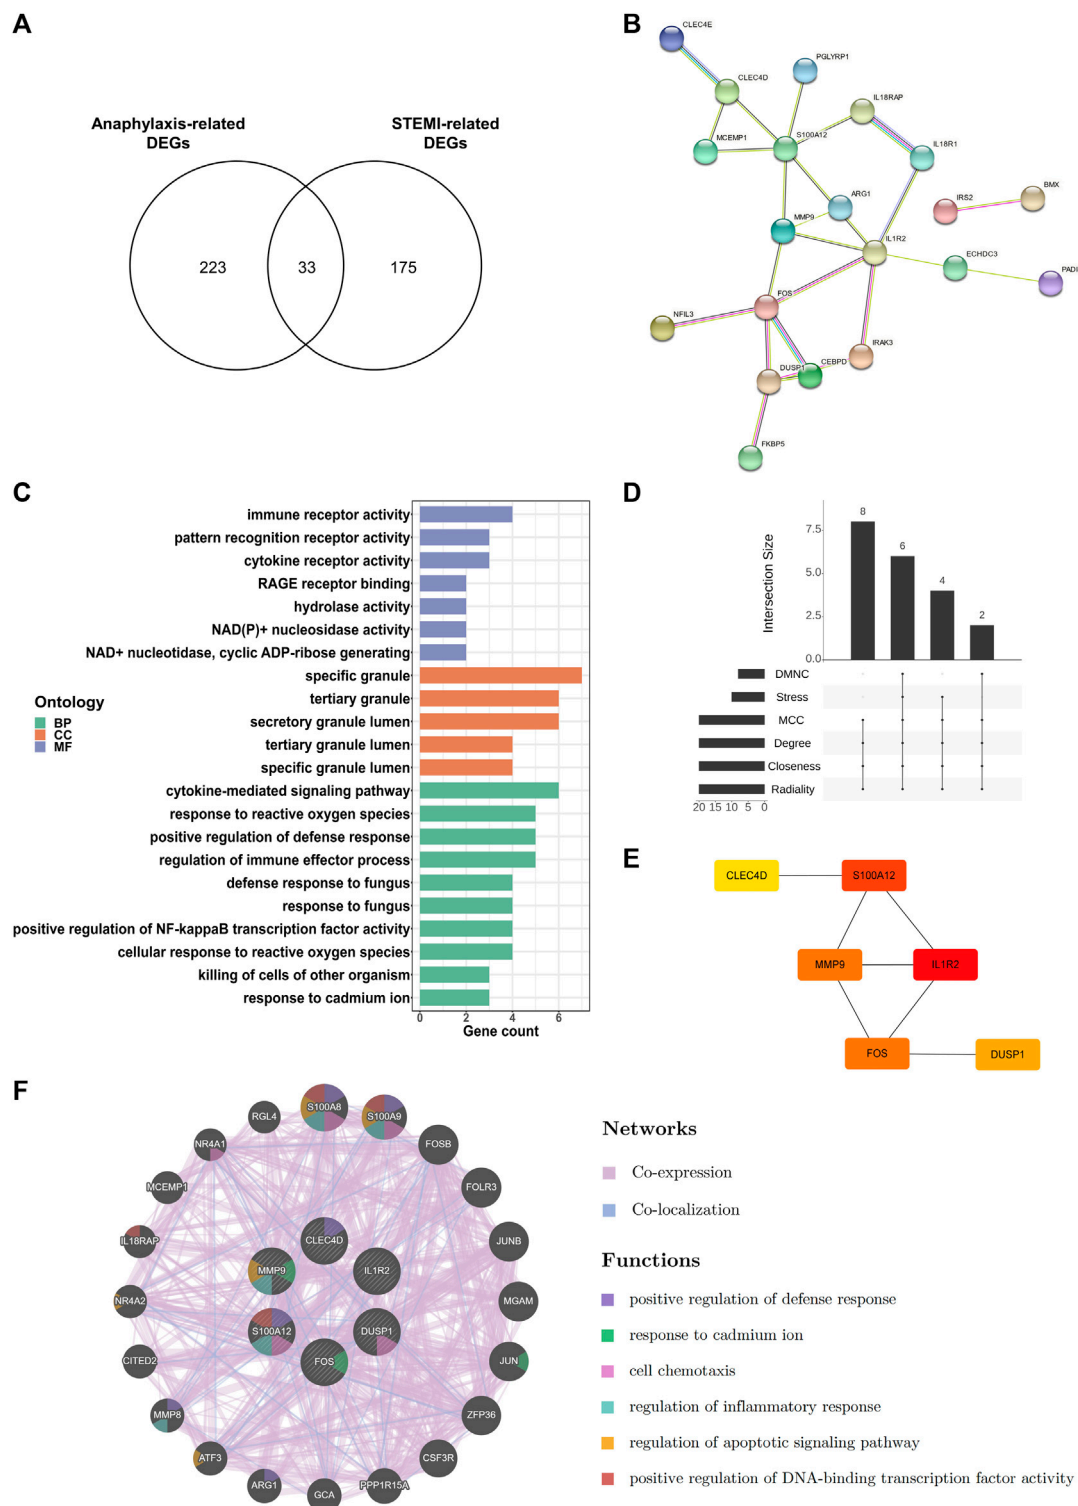 A
Anaphylaxis-related
DEGs
STEMI-related
DEGs
223
33
175
B
CLEC4E
CLEC4D
PGLYRP1
IL18RAP
MCEMP1
S100A12
IL18R1
ARG1
BMX
IRS2
MMP9
IL1R2
ECHDC3
PADI
FOS
NFIL3
IRAK3
DUSP1
CEBPD
FKBP5
C
immune receptor activity
pattern recognition receptor activity
cytokine receptor activity
RAGE receptor binding
hydrolase activity
NAD(P)+ nucleosidase activity
NAD+ nucleotidase, cyclic ADP-ribose generating
specific granule
tertiary granule
secretory granule lumen
tertiary granule lumen
specific granule lumen
cytokine-mediated signaling pathway
response to reactive oxygen species
positive regulation of defense response
regulation of immune effector process
defense response to fungus
response to fungus
positive regulation of NF-kappaB transcription factor activity
cellular response to reactive oxygen species
killing of cells of other organism
response to cadmium ion
Ontology
BP
CC
MF
0 2 4 6
Gene count
D
Intersection Size
7.5
5.0
2.5
0.0
8
6
4
2
DMNC
Stress
MCC
Degree
Closeness
Radiality
20 15 10 5 0
E
CLEC4D
S100A12
MMP9
IL1R2
FOS
DUSP1
F
S100A8
S100A9
RGL4
FOSB
NR4A1
MCEMP1
FOLR3
IL18RAP
JUNB
CLEC4D
MMP9
IL1R2
NR4A2
MGAM
S100A12
DUSP1
CITED2
FOS
JUN
MMP8
ZFP36
ATF3
CSF3R
ARG1
GCA
PPP1R15A
Networks
Co-expression
Co-localization
Functions
positive regulation of defense response
response to cadmium ion
cell chemotaxis
regulation of inflammatory response
regulation of apoptotic signaling pathway
positive regulation of DNA-binding transcription factor activity